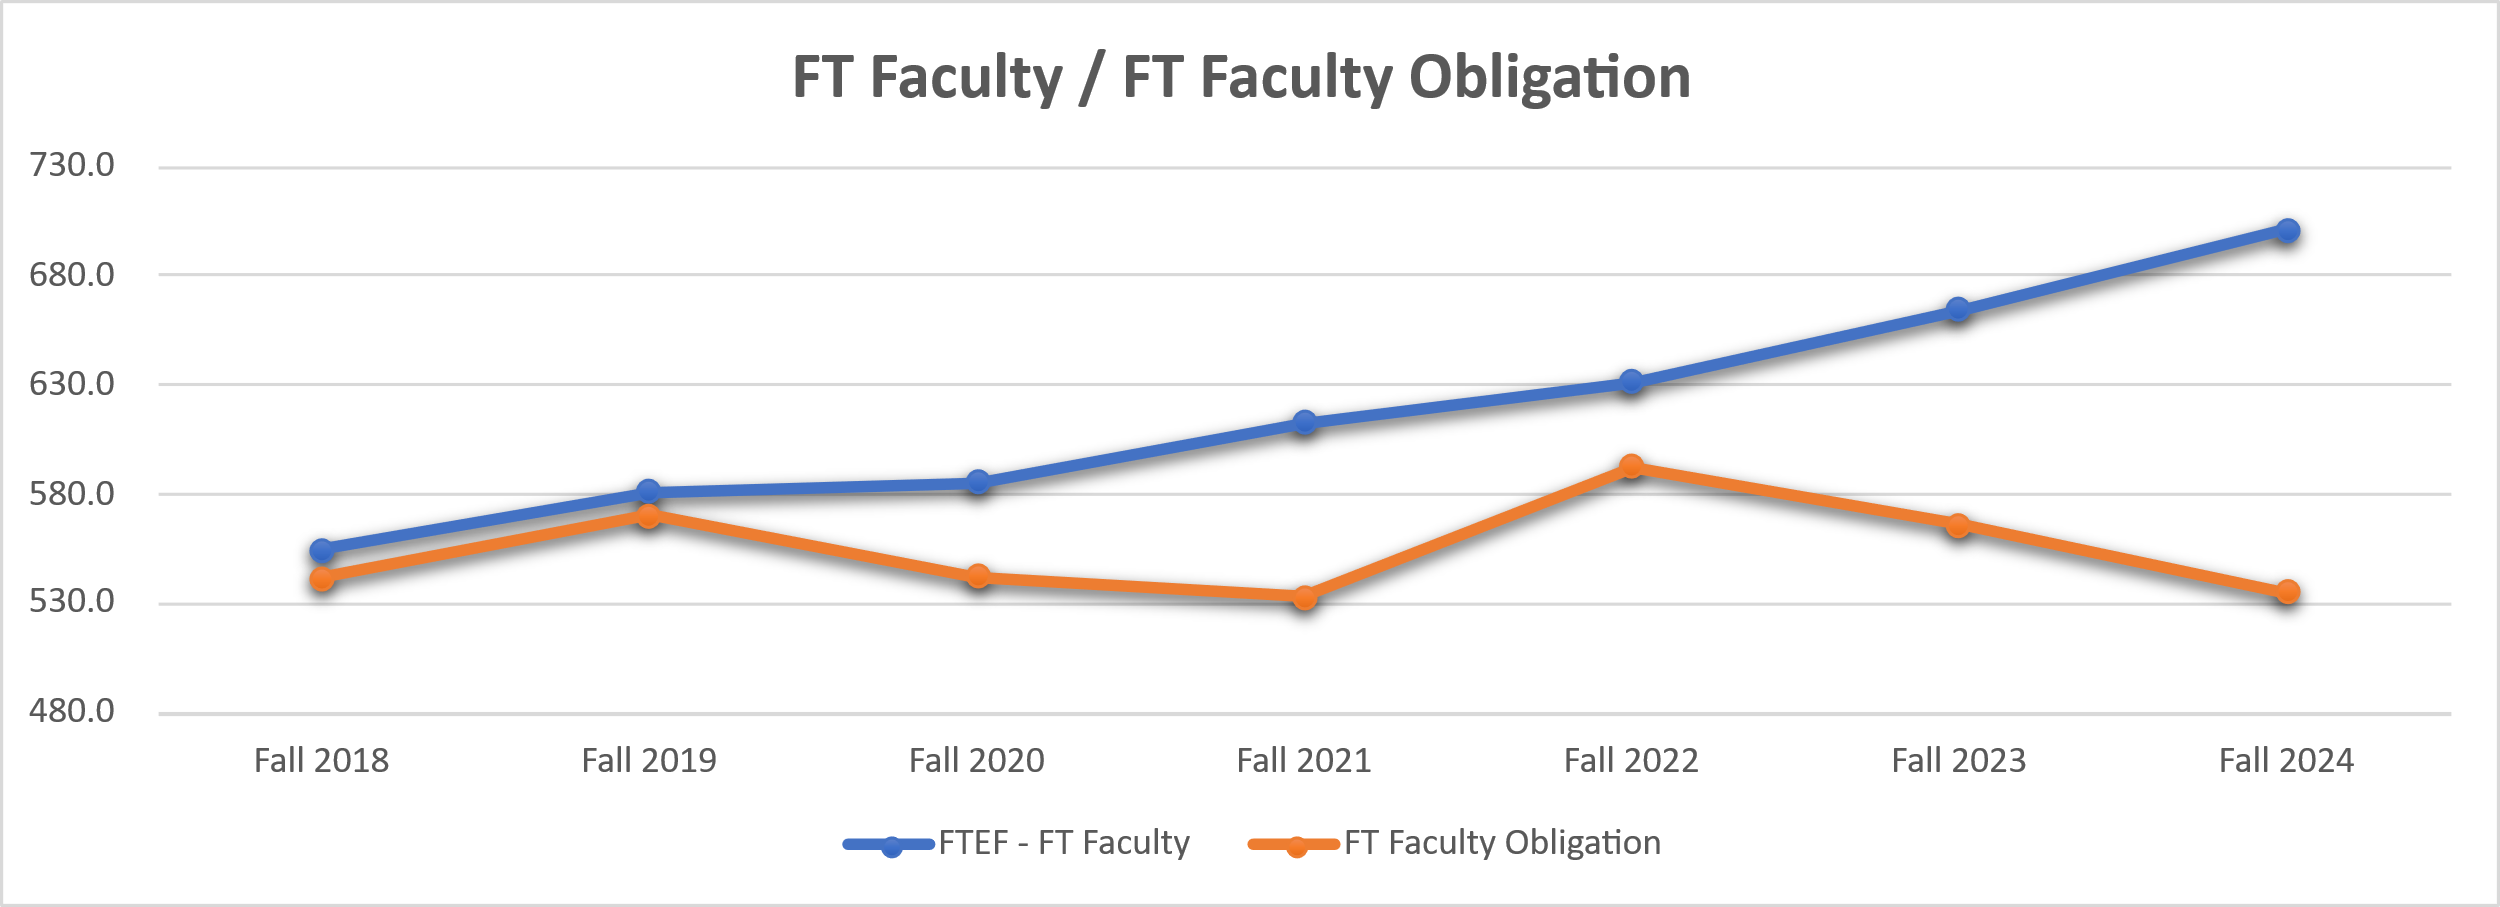 FT Faculty / FT Faculty Obligation
730.0
680.0
630.0
580.0
530.0
480.0
Fall 2018 Fall 2019 Fall 2020 Fall 2021 Fall 2022 Fall 2023 Fall 2024
FTEF - FT Faculty FT Faculty Obligation